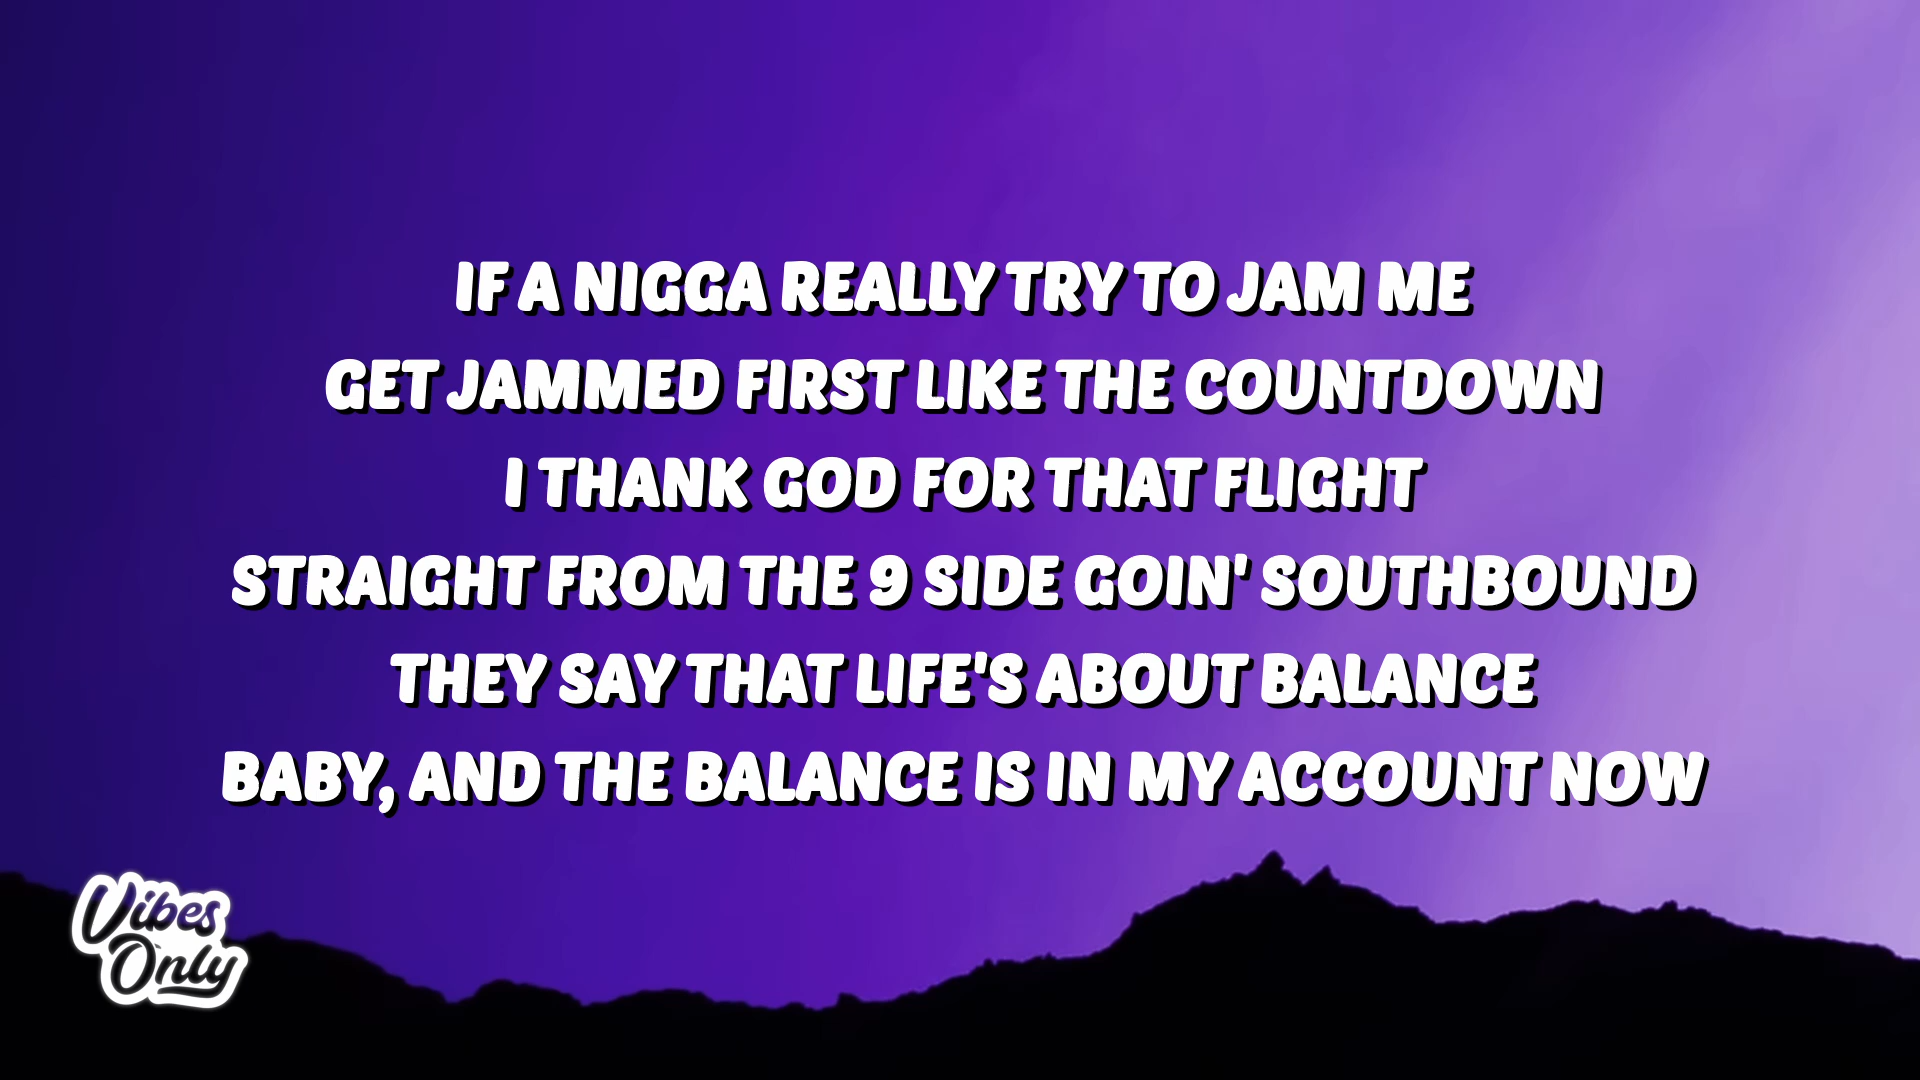 IF A NIGGA REALLY TRY TO JAM ME
GET JAMMED FIRST LIKE THE COUNTDOWN
I THANK GOD FOR THAT FLIGHT
STRAIGHT FROM THE 9 SIDE GOIN' SOUTHBOUND
THEY SAY THAT LIFE'S ABOUT BALANCE
BABY, AND THE BALANCE IS IN MY ACCOUNT NOW
Vibes
Only